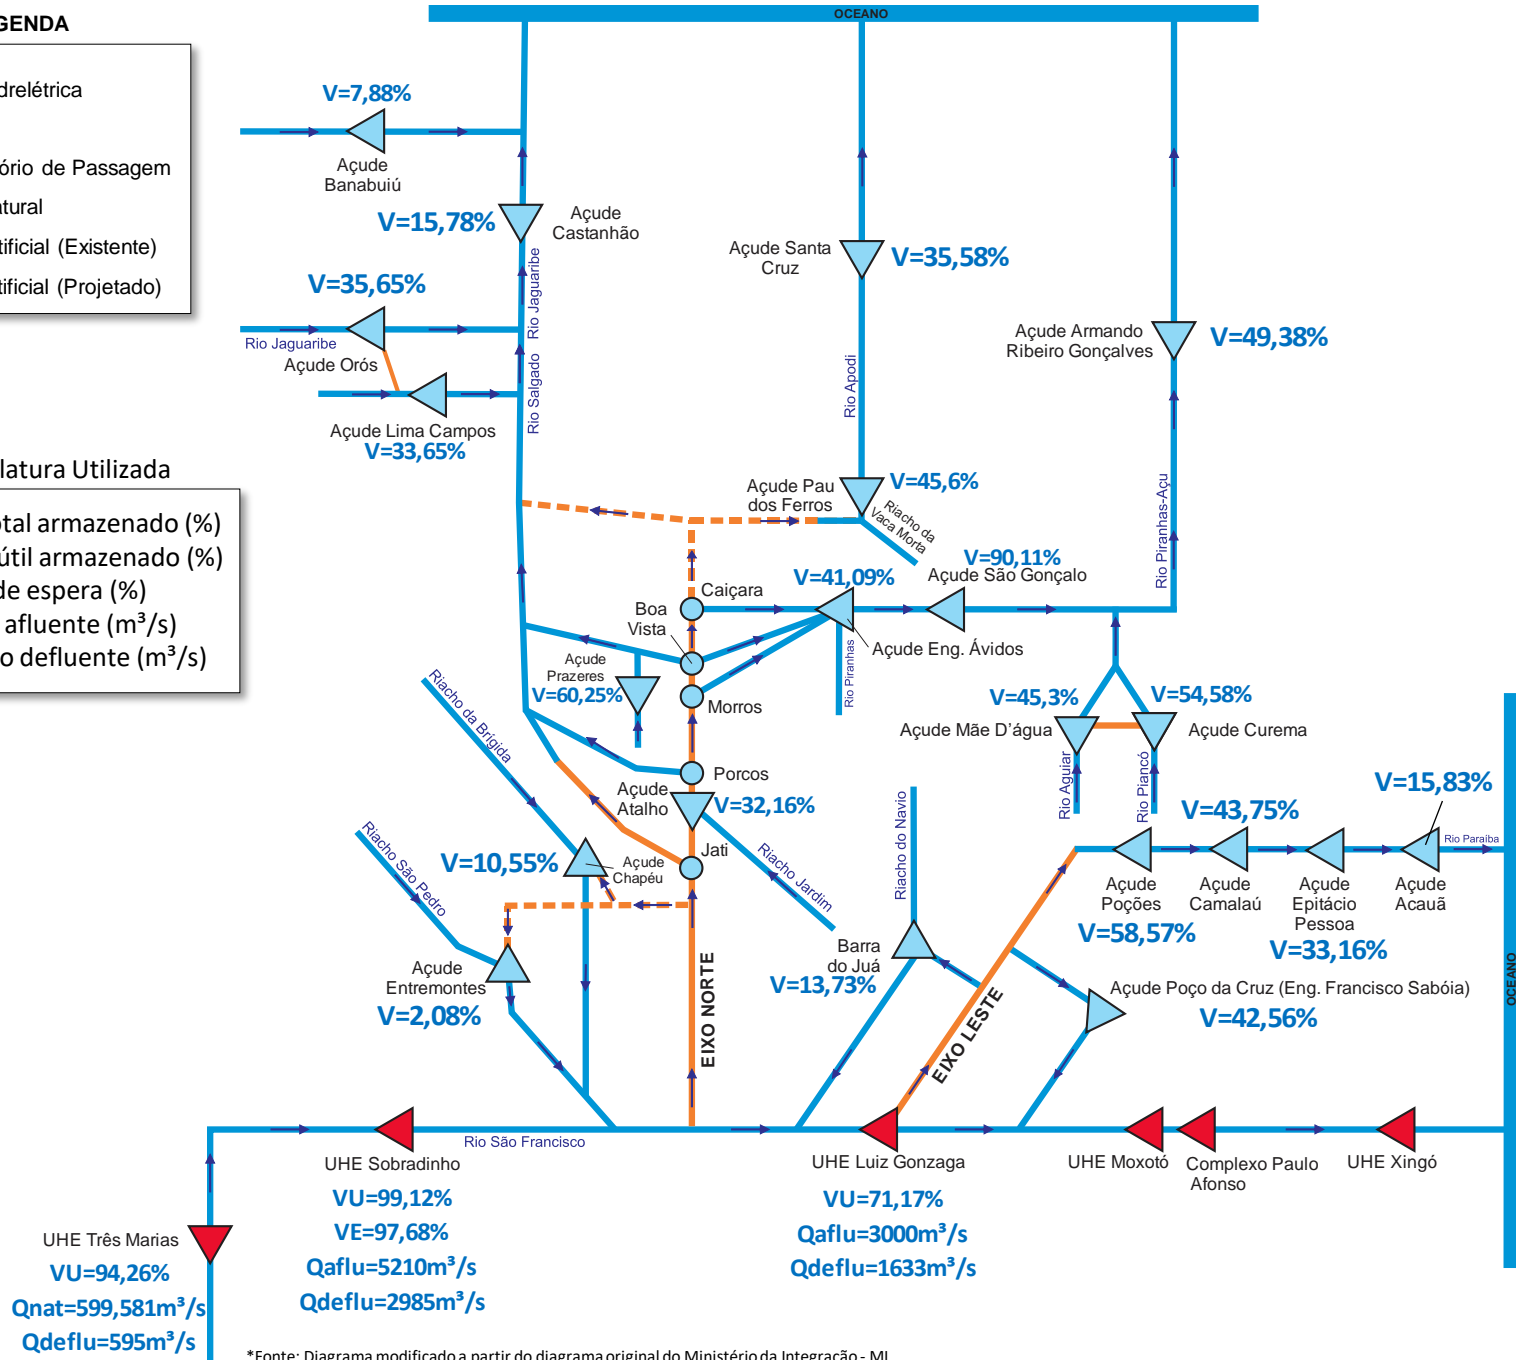 OCEANO
GENDA
drelétrica
ório de Passagem
atural
tificial (Existente)
tificial (Projetado)
V=7,88%
Açude
Banabuiú
V=15,78%
Açude
Castanhão
Rio Jaguaribe
V=35,65%
Rio Jaguaribe
Açude Orós
Rio Salgado
Açude Lima Campos
V=33,65%
Açude Santa
Cruz
V=35,58%
Rio Apodi
Açude Armando
Ribeiro Gonçalves
V=49,38%
Rio Piranhas-Açu
latura Utilizada
otal armazenado (%)
útil armazenado (%)
de espera (%)
afluente (m³/s)
o defluente (m³/s)
Açude Pau
dos Ferros
V=45,6%
Riacho da
Vaca Morta
V=90,11%
Açude São Gonçalo
V=41,09%
Caiçara
Boa
Vista
Açude Eng. Ávidos
Rio Piranhas
Açude
Prazeres
V=60,25%
Morros
Riacho da Brígida
Porcos
Açude
Atalho
V=32,16%
Jati
Riacho Jardim
V=45,3%
Açude Mãe D'água
V=54,58%
Açude Curema
Rio Aguiar
Rio Piancó
V=15,83%
V=43,75%
Rio Paraíba
Açude
Poções
V=58,57%
Açude
Camalaú
Açude
Epitácio
Pessoa
V=33,16%
Açude
Acauã
Riacho São Pedro
V=10,55%
Açude
Chapéu
Açude
Entremontes
V=2,08%
EIXO NORTE
Riacho do Navio
Barra
do Juá
V=13,73%
EIXO LESTE
Açude Poço da Cruz (Eng. Francisco Sabóia)
V=42,56%
OCEANO
Rio São Francisco
UHE Sobradinho
VU=99,12%
VE=97,68%
Qaflu=5210m³/s
Qdeflu=2985m³/s
UHE Luiz Gonzaga
VU=71,17%
Qaflu=3000m³/s
Qdeflu=1633m³/s
UHE Moxotó
Complexo Paulo
Afonso
UHE Xingó
UHE Três Marias
VU=94,26%
Qnat=599,581m³/s
Qdeflu=595m³/s
*Fonte: Diagrama modificado a partir do diagrama original do Ministério da Integração - MI